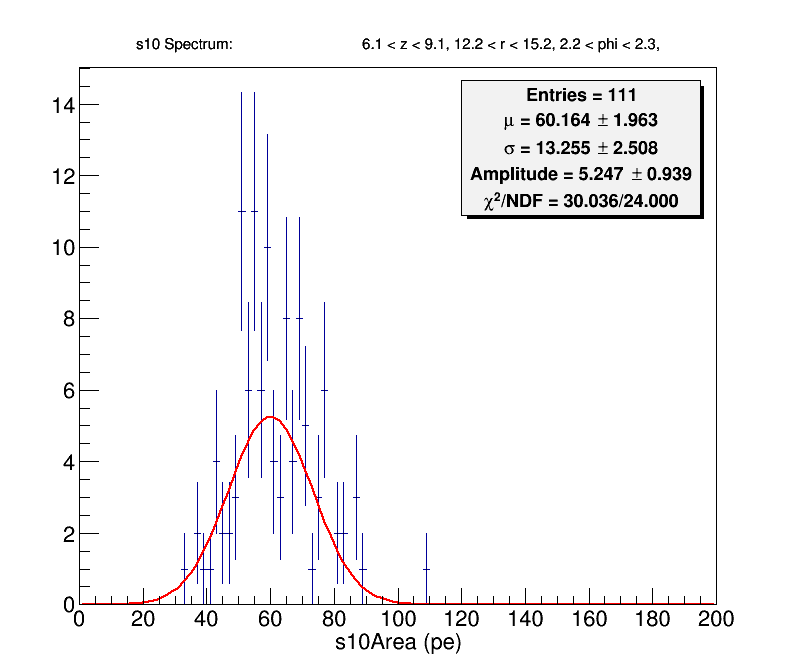 s10 Spectrum: 6.1 < z < 9.1, 12.2 < r < 15.2, 2.2 < phi < 2.3,
Entries = 111
μ = 60.164 ± 1.963
σ = 13.255 ± 2.508
Amplitude = 5.247 ± 0.939
χ²/NDF = 30.036/24.000
14
12
10
8
6
4
2
0
0 20 40 60 80 100 120 140 160 180 200
s10Area (pe)